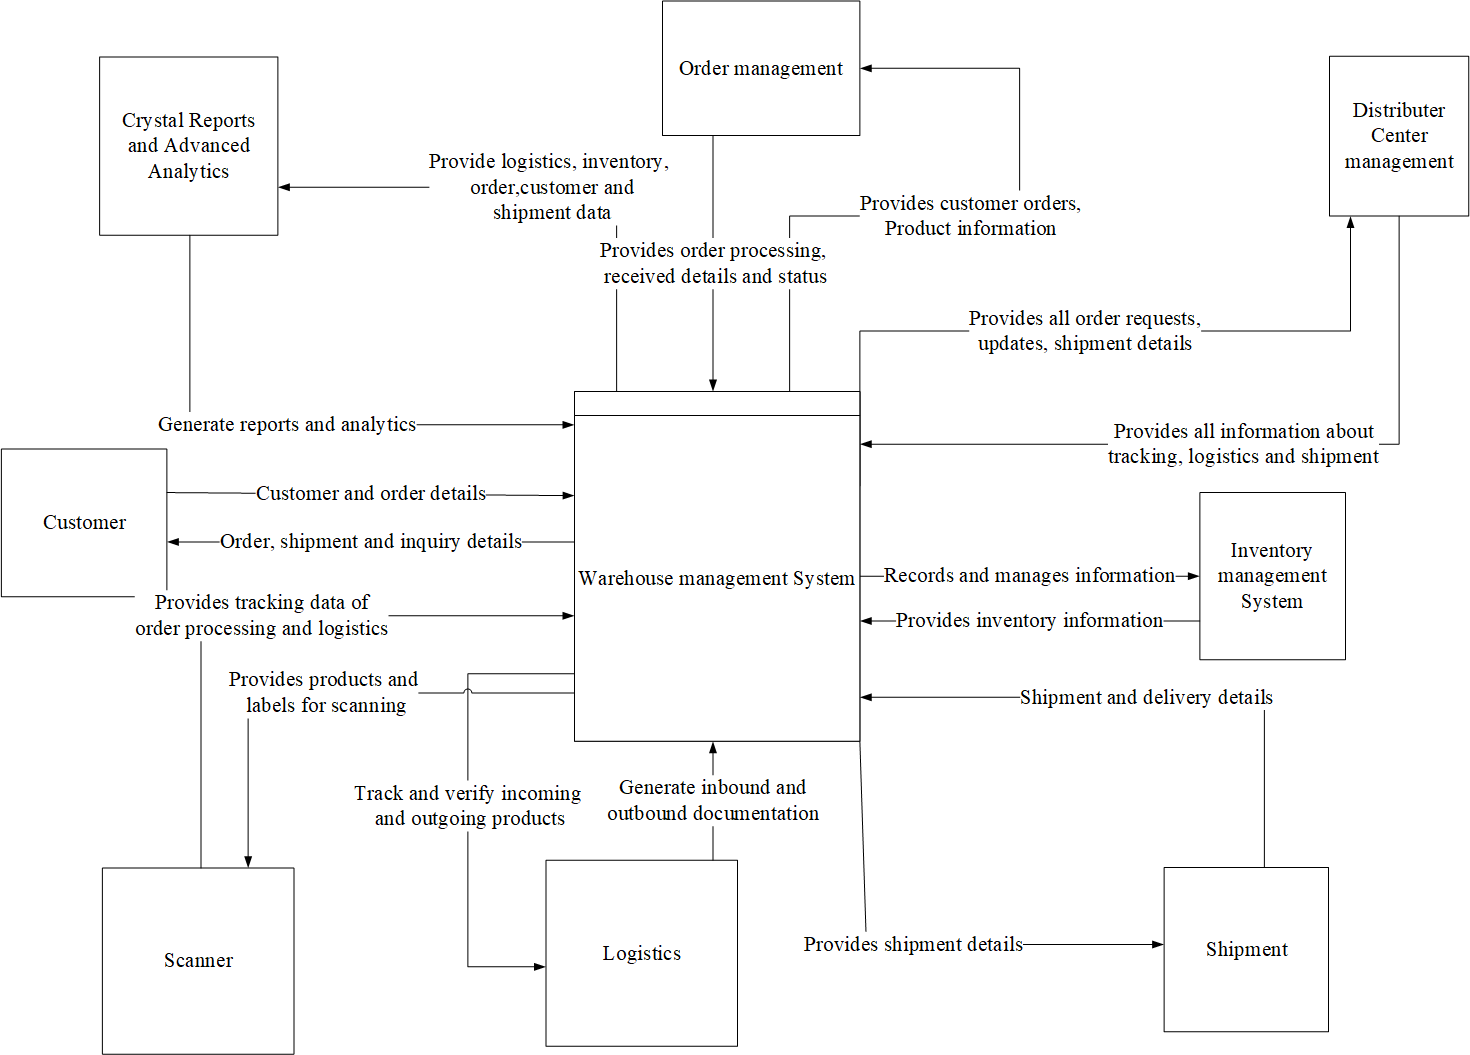 Order management
Crystal Reports
and Advanced
Analytics
Distributer
Center
management
Provide logistics, inventory,
order,customer and
shipment data
Provides customer orders,
Product information
Provides order processing,
received details and status
Provides all order requests,
updates, shipment details
Generate reports and analytics
Provides all information about
tracking, logistics and shipment
Customer
Customer and order details
Order, shipment and inquiry details
Warehouse management System
Records and manages information
Inventory
management
System
Provides inventory information
Provides tracking data of
order processing and logistics
Provides products and
labels for scanning
Shipment and delivery details
Track and verify incoming
and outgoing products
Generate inbound and
outbound documentation
Provides shipment details
Scanner
Logistics
Shipment